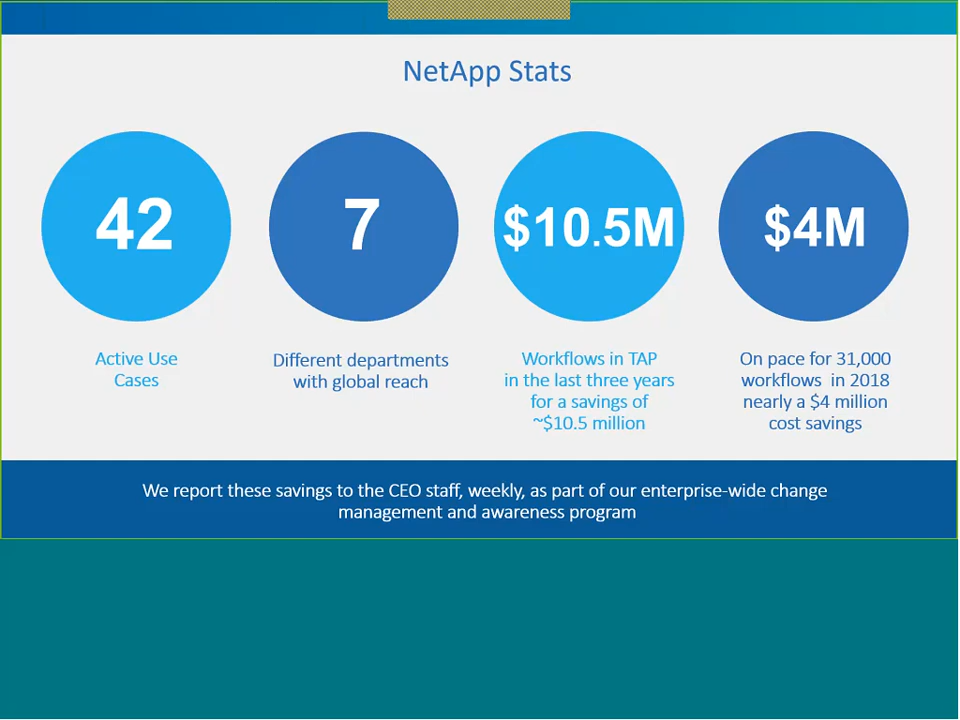 NetApp Stats
42
7
$10.5M
$4M
Active Use
Cases
Different departments
with global reach
Workflows in TAP
in the last three years
for a savings of
~$10.5 million
On pace for 31,000
workflows  in 2018
nearly a $4 million
cost savings
We report these savings to the CEO staff, weekly, as part of our enterprise-wide change
management and awareness program